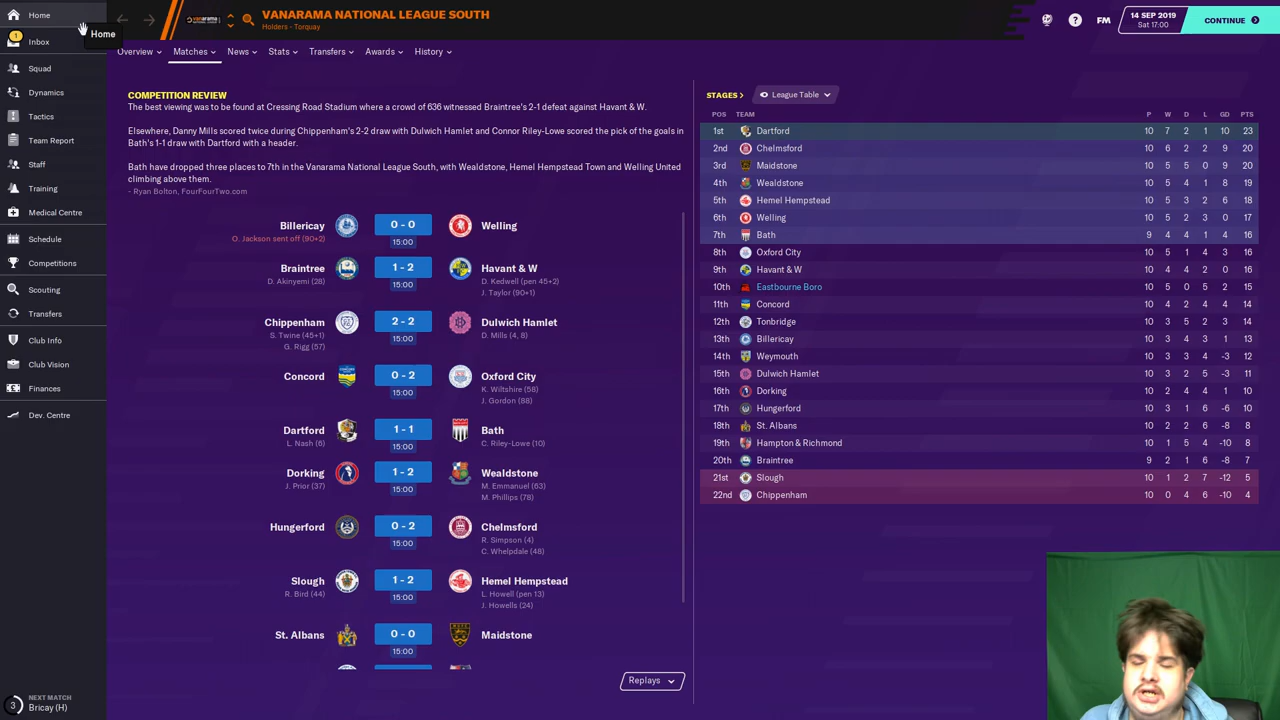 Home
VANARAMA NATIONAL LEAGUE SOUTH
Holders - Torquay
FM
14 SEP 2019
Sat 17:00
CONTINUE
1
Inbox
Home
Squad
Dynamics
Tactics
Team Report
Staff
Training
Medical Centre
Schedule
Competitions
Scouting
Transfers
Club Info
Club Vision
Finances
Dev. Centre
3
NEXT MATCH
Bricay (H)
Overview
Matches
News
Stats
Transfers
Awards
History
COMPETITION REVIEW
The best viewing was to be found at Cressing Road Stadium where a crowd of 636 witnessed Braintree's 2-1 defeat against Havant & W.
Elsewhere, Danny Mills scored twice during Chippenham's 2-2 draw with Dulwich Hamlet and Connor Riley-Lowe scored the pick of the goals in
Bath's 1-1 draw with Dartford with a header.
Bath have dropped three places to 7th in the Vanarama National League South, with Wealdstone, Hemel Hempstead Town and Welling United
climbing above them.
- Ryan Bolton, FourFourTwo.com
Billericay 0 - 0 Welling
O. Jackson sent off (90+2) 15:00
Braintree 1 - 2 Havant & W
D. Akinyemi (28) 15:00 D. Kedwell (pen 45+2)
J. Taylor (90+1)
Chippenham 2 - 2 Dulwich Hamlet
S. Twine (45+1) 15:00 D. Mills (4, 8)
G. Rigg (57)
Concord 0 - 2 Oxford City
15:00 K. Wiltshire (58)
J. Gordon (88)
Dartford 1 - 1 Bath
L. Nash (6) 15:00 C. Riley-Lowe (10)
Dorking 1 - 2 Wealdstone
J. Prior (37) 15:00 M. Emmanuel (63)
M. Phillips (78)
Hungerford 0 - 2 Chelmsford
15:00 R. Simpson (4)
C. Whelpdale (48)
Slough 1 - 2 Hemel Hempstead
R. Bird (44) 15:00 L. Howell (pen 13)
J. Howells (24)
St. Albans 0 - 0 Maidstone
15:00
Replays
STAGES League Table
POS TEAM P W D L GD PTS
1st Dartford 10 7 2 1 10 23
2nd Chelmsford 10 6 2 2 9 20
3rd Maidstone 10 5 5 0 9 20
4th Wealdstone 10 5 4 1 8 19
5th Hemel Hempstead 10 5 3 2 6 18
6th Welling 10 5 2 3 0 17
7th Bath 9 4 4 1 4 16
8th Oxford City 10 5 1 4 3 16
9th Havant & W 10 4 4 2 0 16
10th Eastbourne Boro 10 5 0 5 2 15
11th Concord 10 4 2 4 4 14
12th Tonbridge 10 3 5 2 3 14
13th Billericay 10 3 4 3 1 13
14th Weymouth 10 3 3 4 -3 12
15th Dulwich Hamlet 10 3 2 5 -3 11
16th Dorking 10 2 4 4 1 10
17th Hungerford 10 3 1 6 -6 10
18th St. Albans 10 2 2 6 -8 8
19th Hampton & Richmond 10 1 5 4 -10 8
20th Braintree 9 2 1 6 -8 7
21st Slough 10 1 2 7 -12 5
22nd Chippenham 10 0 4 6 -10 4